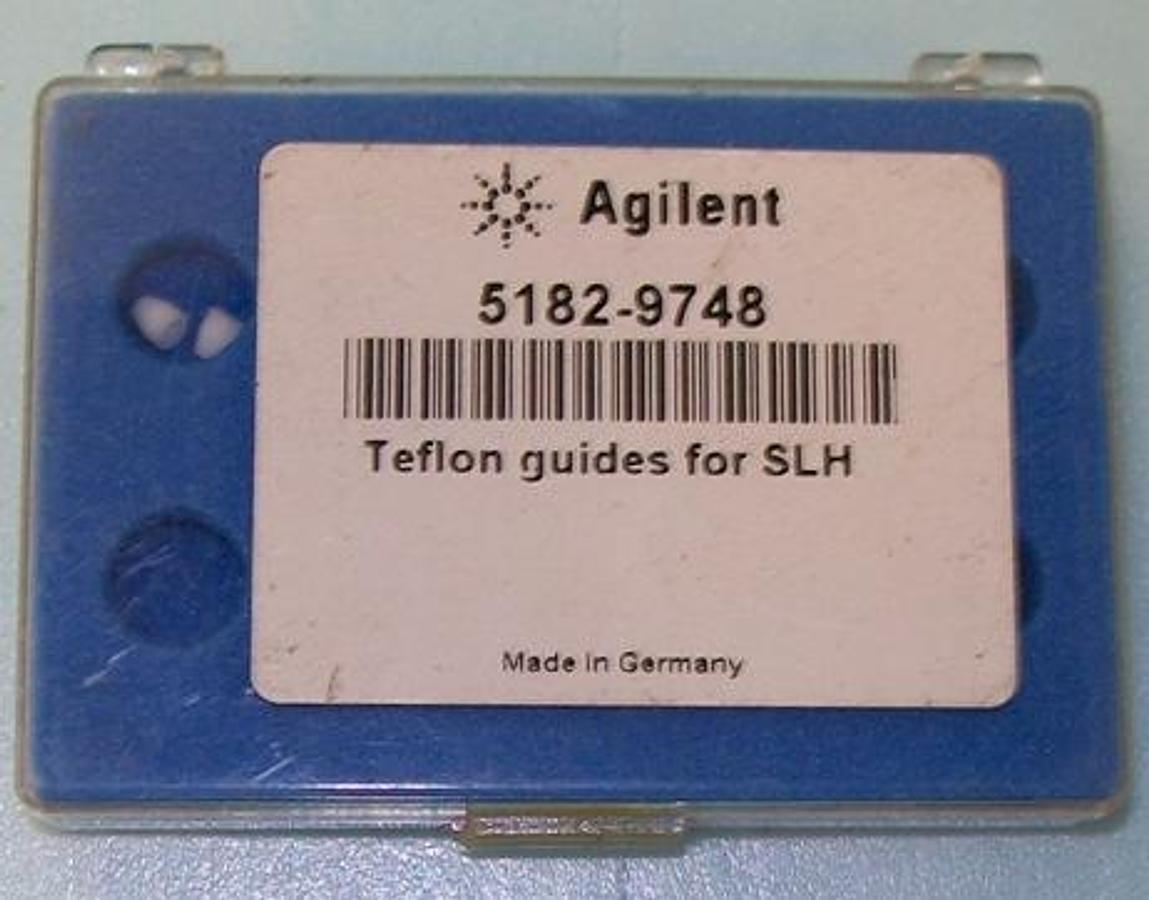 Agilent
5182-9748
Teflon guides for SLH
Made in Germany